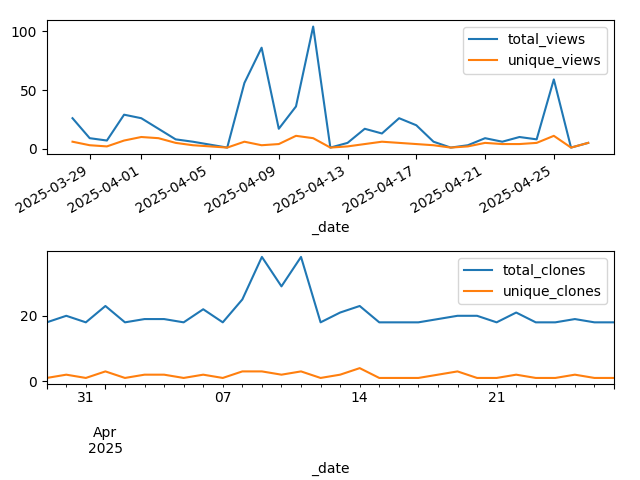 100
50
0
total_views
unique_views
2025-03-29
2025-04-01
2025-04-05
2025-04-09
2025-04-13
2025-04-17
2025-04-21
2025-04-25
_date
20
0
total_clones
unique_clones
31
07
14
21
Apr
2025
_date